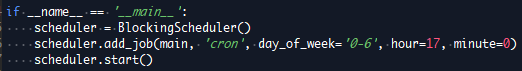 if __name__ == '__main__':
    scheduler = BlockingScheduler()
    scheduler.add_job(main, 'cron', day_of_week='0-6', hour=17, minute=0)
    scheduler.start()